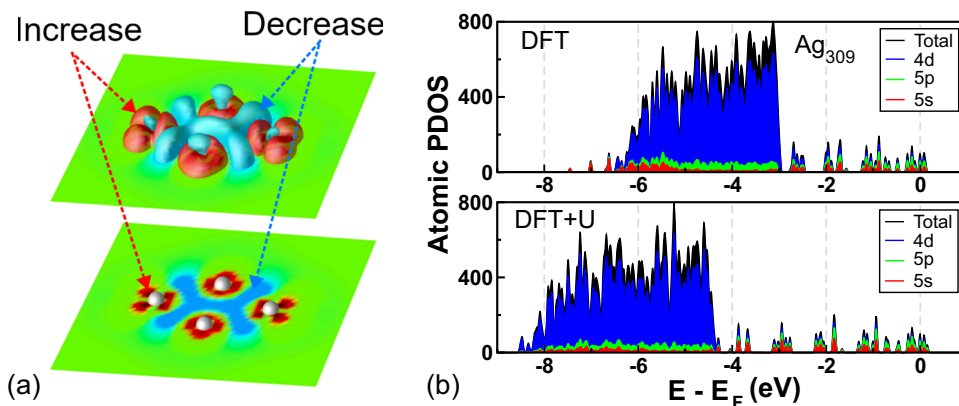 Increase
Decrease
(a)
(b)
Atomic PDOS
800
400
0
DFT
Ag309
Total
4d
5p
5s
-8
-6
-4
-2
0
800
400
0
DFT+U
Total
4d
5p
5s
-8
-6
-4
-2
0
E - EF (eV)